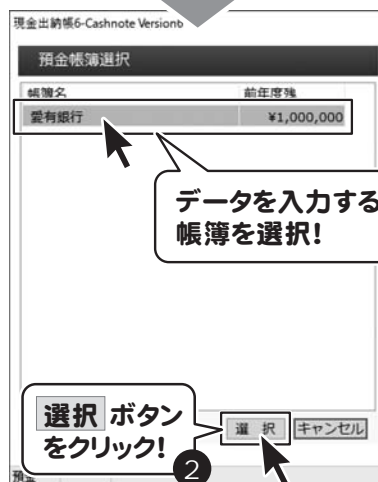 現金出納帳6-Cashnote Versionb
預金帳簿選択
帳簿名 前年度残
愛有銀行 ¥1,000,000
データを入力する
帳簿を選択!
選択 ボタン
をクリック!
選 択 キャンセル
2
預金